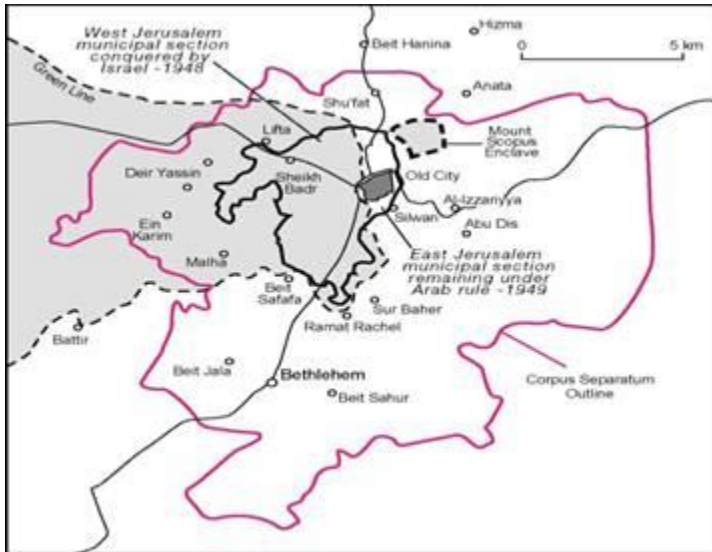 Hizma
West Jerusalem
municipal section
conquered by
Israel -1948
Beit Hanina
0
5 km
Green Line
Anata
Shu'fat
Lifta
Mount
Scopus
Enclave
Deir Yassin
Sheikh
Badr
Old City
Al-Izzariyya
Silwan
Abu Dis
Ein
Karim
Malha
East Jerusalem
municipal section
remaining under
Arab rule -1949
Beit
Safafa
Sur Baher
Ramat Rachel
Battir
Beit Jala
Bethlehem
Beit Sahur
Corpus Separatum
Outline